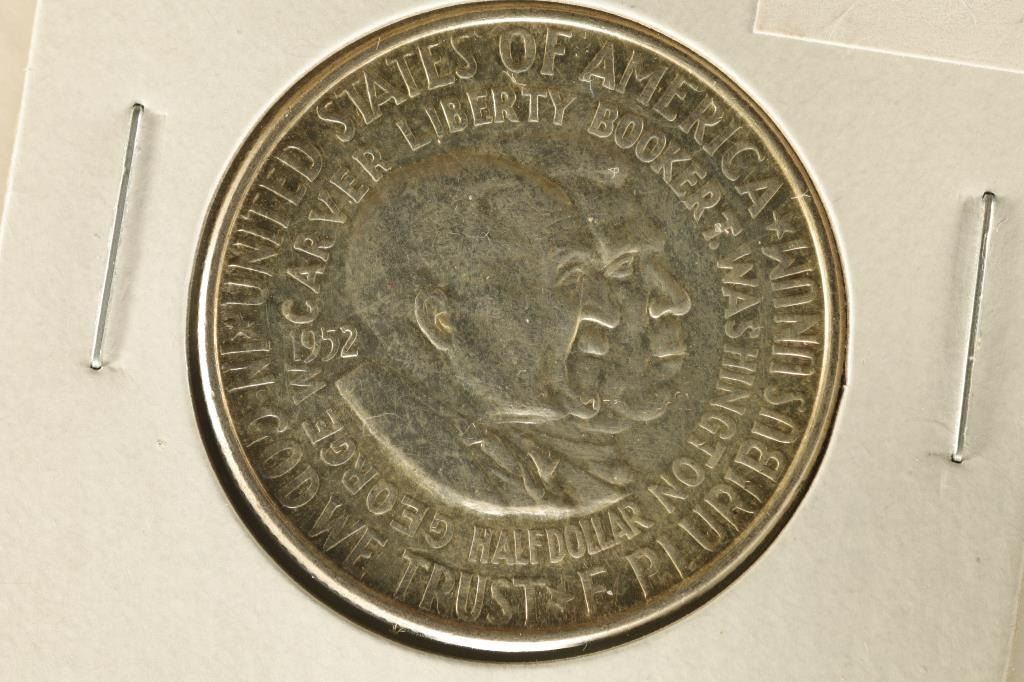 UNITED STATES OF AMERICA ★ E PLURIBUS UNUM
★ IN GOD WE TRUST ★
GEORGE W. CARVER LIBERTY BOOKER T. WASHINGTON
1952
HALF DOLLAR